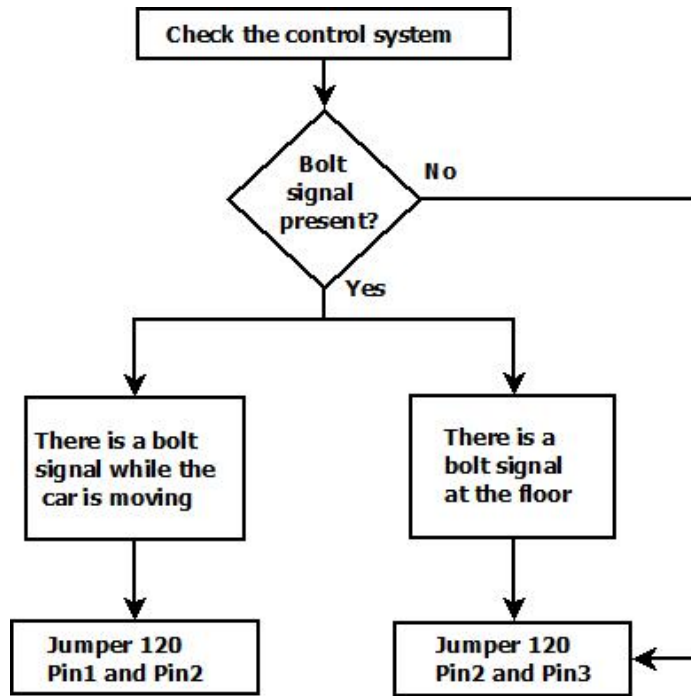 Check the control system
Bolt
signal
present?
No
Yes
There is a bolt
signal while the
car is moving
There is a
bolt signal
at the floor
Jumper 120
Pin1 and Pin2
Jumper 120
Pin2 and Pin3